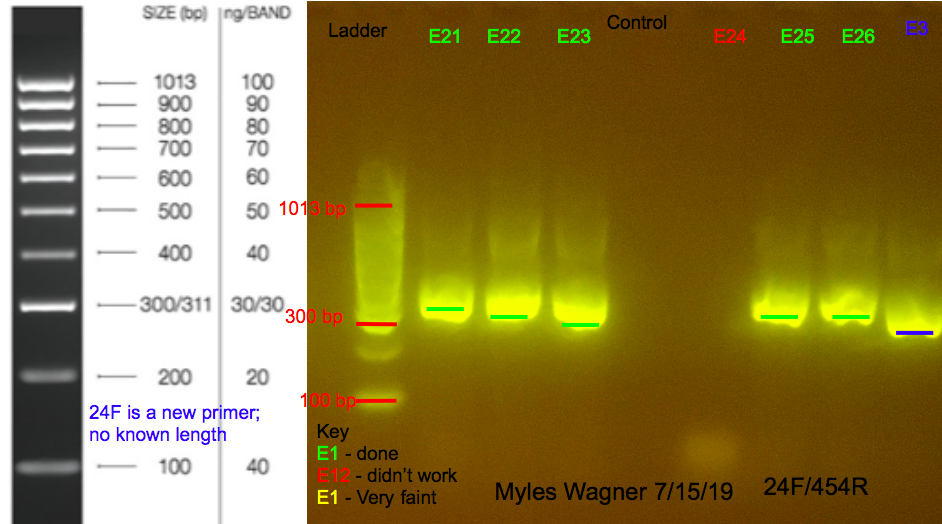 SIZE (bp) ng/BAND
1013 100
900 90
800 80
700 70
600 60
500 50
400 40
300/311 30/30
200 20
24F is a new primer;
no known length
100 40
Ladder E21 E22 E23 Control E24 E25 E26 E3
1013 bp
300 bp
100 bp
Key
E1 - done
E12 - didn't work
E1 - Very faint
Myles Wagner 7/15/19 24F/454R